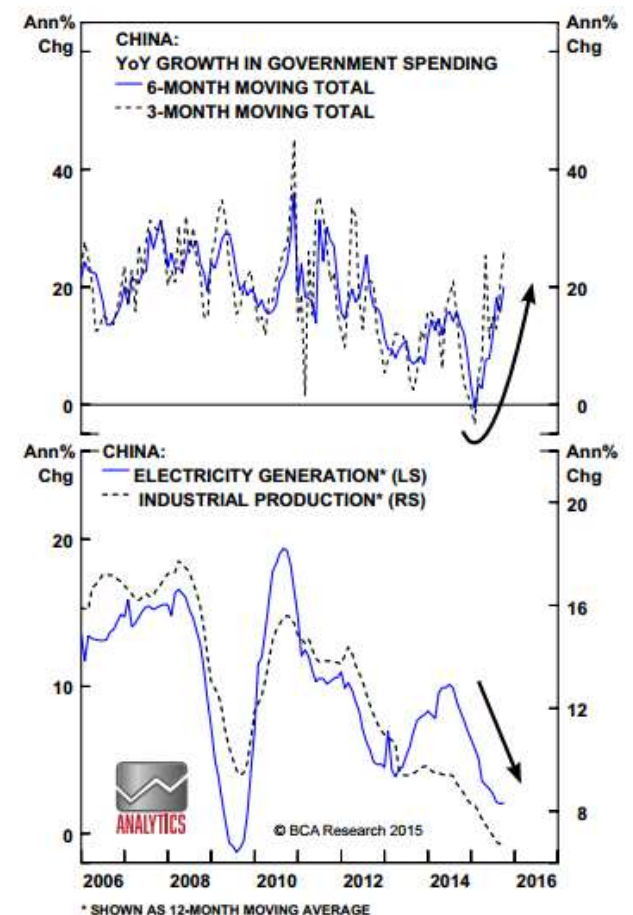 Ann% Chg
Ann% Chg
CHINA:
YoY GROWTH IN GOVERNMENT SPENDING
6-MONTH MOVING TOTAL
3-MONTH MOVING TOTAL
40
40
20
20
0
0
Ann% Chg
Ann% Chg
CHINA:
ELECTRICITY GENERATION* (LS)
INDUSTRIAL PRODUCTION* (RS)
20
20
16
10
12
8
0
ANALYTICS
© BCA Research 2015
2006 2008 2010 2012 2014 2016
* SHOWN AS 12-MONTH MOVING AVERAGE